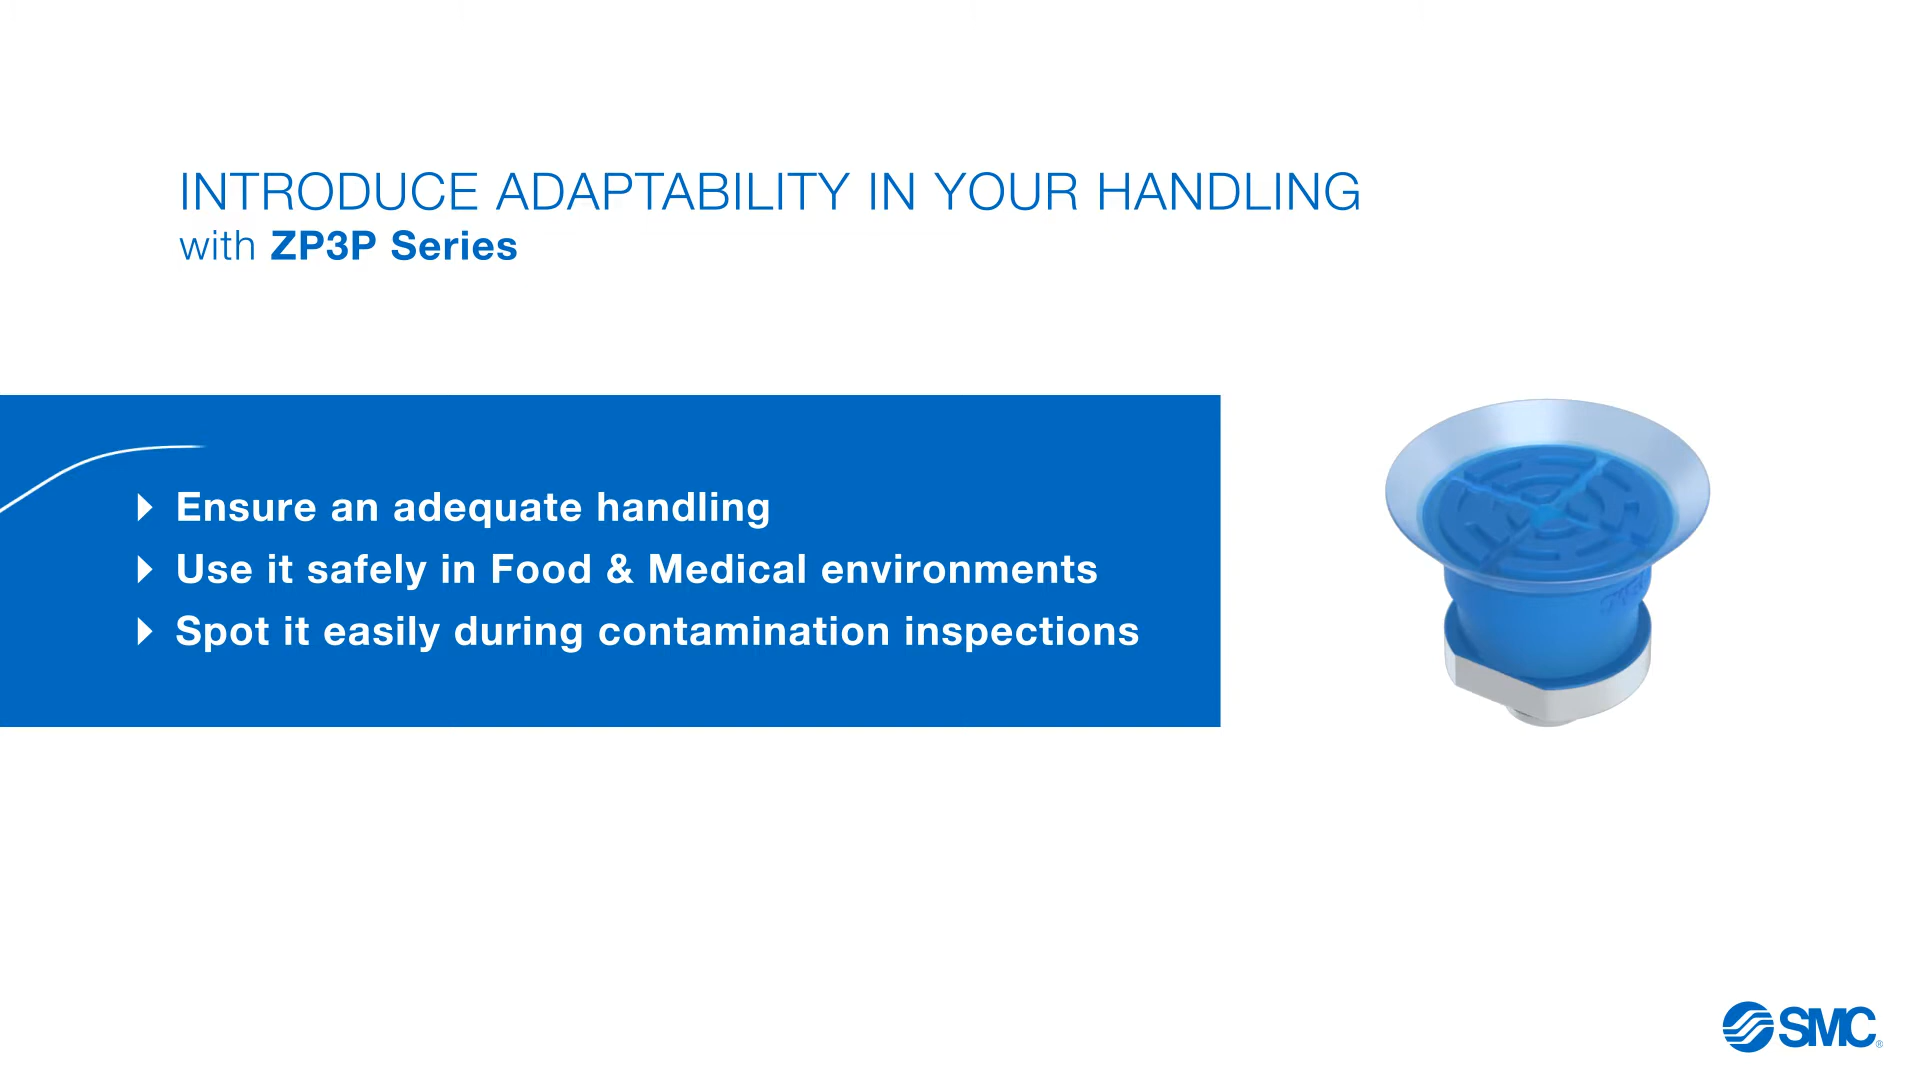 INTRODUCE ADAPTABILITY IN YOUR HANDLING
with ZP3P Series
Ensure an adequate handling
Use it safely in Food & Medical environments
Spot it easily during contamination inspections
SMC®